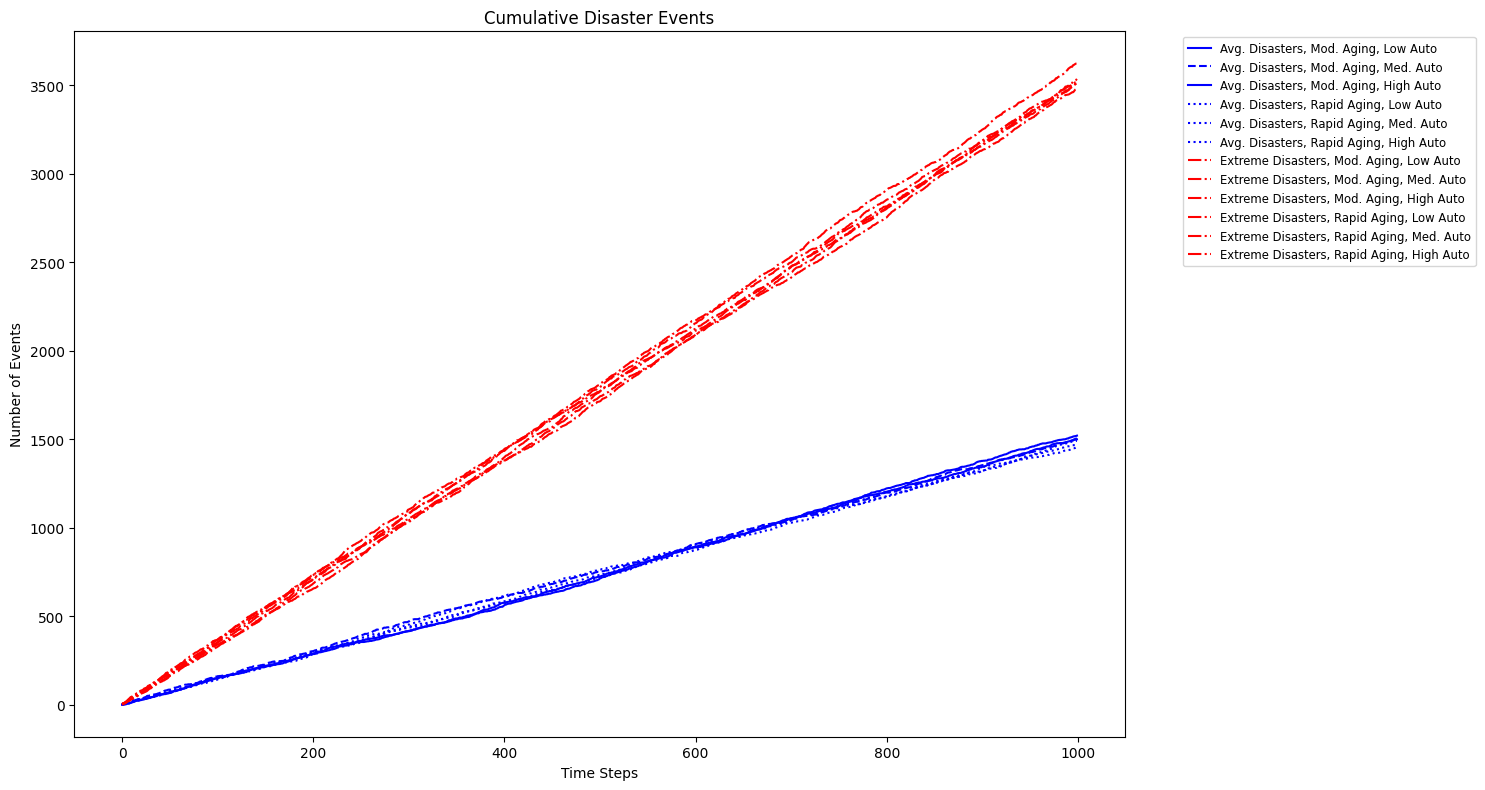 Cumulative Disaster Events
Avg. Disasters, Mod. Aging, Low Auto
Avg. Disasters, Mod. Aging, Med. Auto
Avg. Disasters, Mod. Aging, High Auto
Avg. Disasters, Rapid Aging, Low Auto
Avg. Disasters, Rapid Aging, Med. Auto
Avg. Disasters, Rapid Aging, High Auto
Extreme Disasters, Mod. Aging, Low Auto
Extreme Disasters, Mod. Aging, Med. Auto
Extreme Disasters, Mod. Aging, High Auto
Extreme Disasters, Rapid Aging, Low Auto
Extreme Disasters, Rapid Aging, Med. Auto
Extreme Disasters, Rapid Aging, High Auto
Number of Events
3500
3000
2500
2000
1500
1000
500
0
0 200 400 600 800 1000
Time Steps